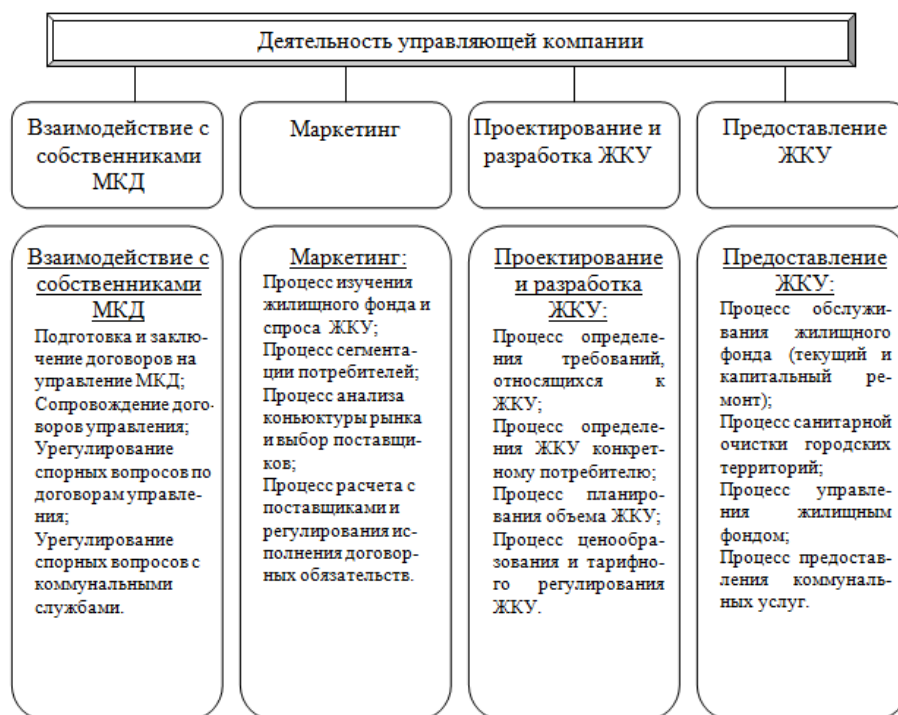 Деятельность управляющей компании
Взаимодействие с
собственниками
МКД
Маркетинг
Проектирование и
разработка ЖКУ
Предоставление
ЖКУ
Взаимодействие с
собственниками
МКД
Подготовка и заклю-
чение договоров на
управление МКД;
Сопровождение дого-
воров управления;
Урегулирование
спорных вопросов по
договорам управле-
ния;
Урегулирование
спорных вопросов с
коммунальными
службами.
Маркетинг:
Процесс изучения
жилищного фонда и
спроса ЖКУ;
Процесс сегмента-
ции потребителей;
Процесс анализа
коньюктуры рынка
и выбор поставщи-
ков;
Процесс расчета с
поставщиками и
регулирования ис-
полнения договор-
ных обязательств.
Проектирование
и разработка
ЖКУ:
Процесс определе-
ния требований,
относящихся к
ЖКУ;
Процесс определе-
ния ЖКУ конкрет-
ному потребителю;
Процесс планиро-
вания объема ЖКУ;
Процесс ценообра-
зования и тарифно-
го регулирования
ЖКУ.
Предоставление
ЖКУ:
Процесс обслужи-
вания жилищного
фонда (текущий и
капитальный ре-
монт);
Процесс санитарной
очистки городских
территорий;
Процесс управле-
ния жилищным
фондом;
Процесс предостав-
ления коммуналь-
ных услуг.